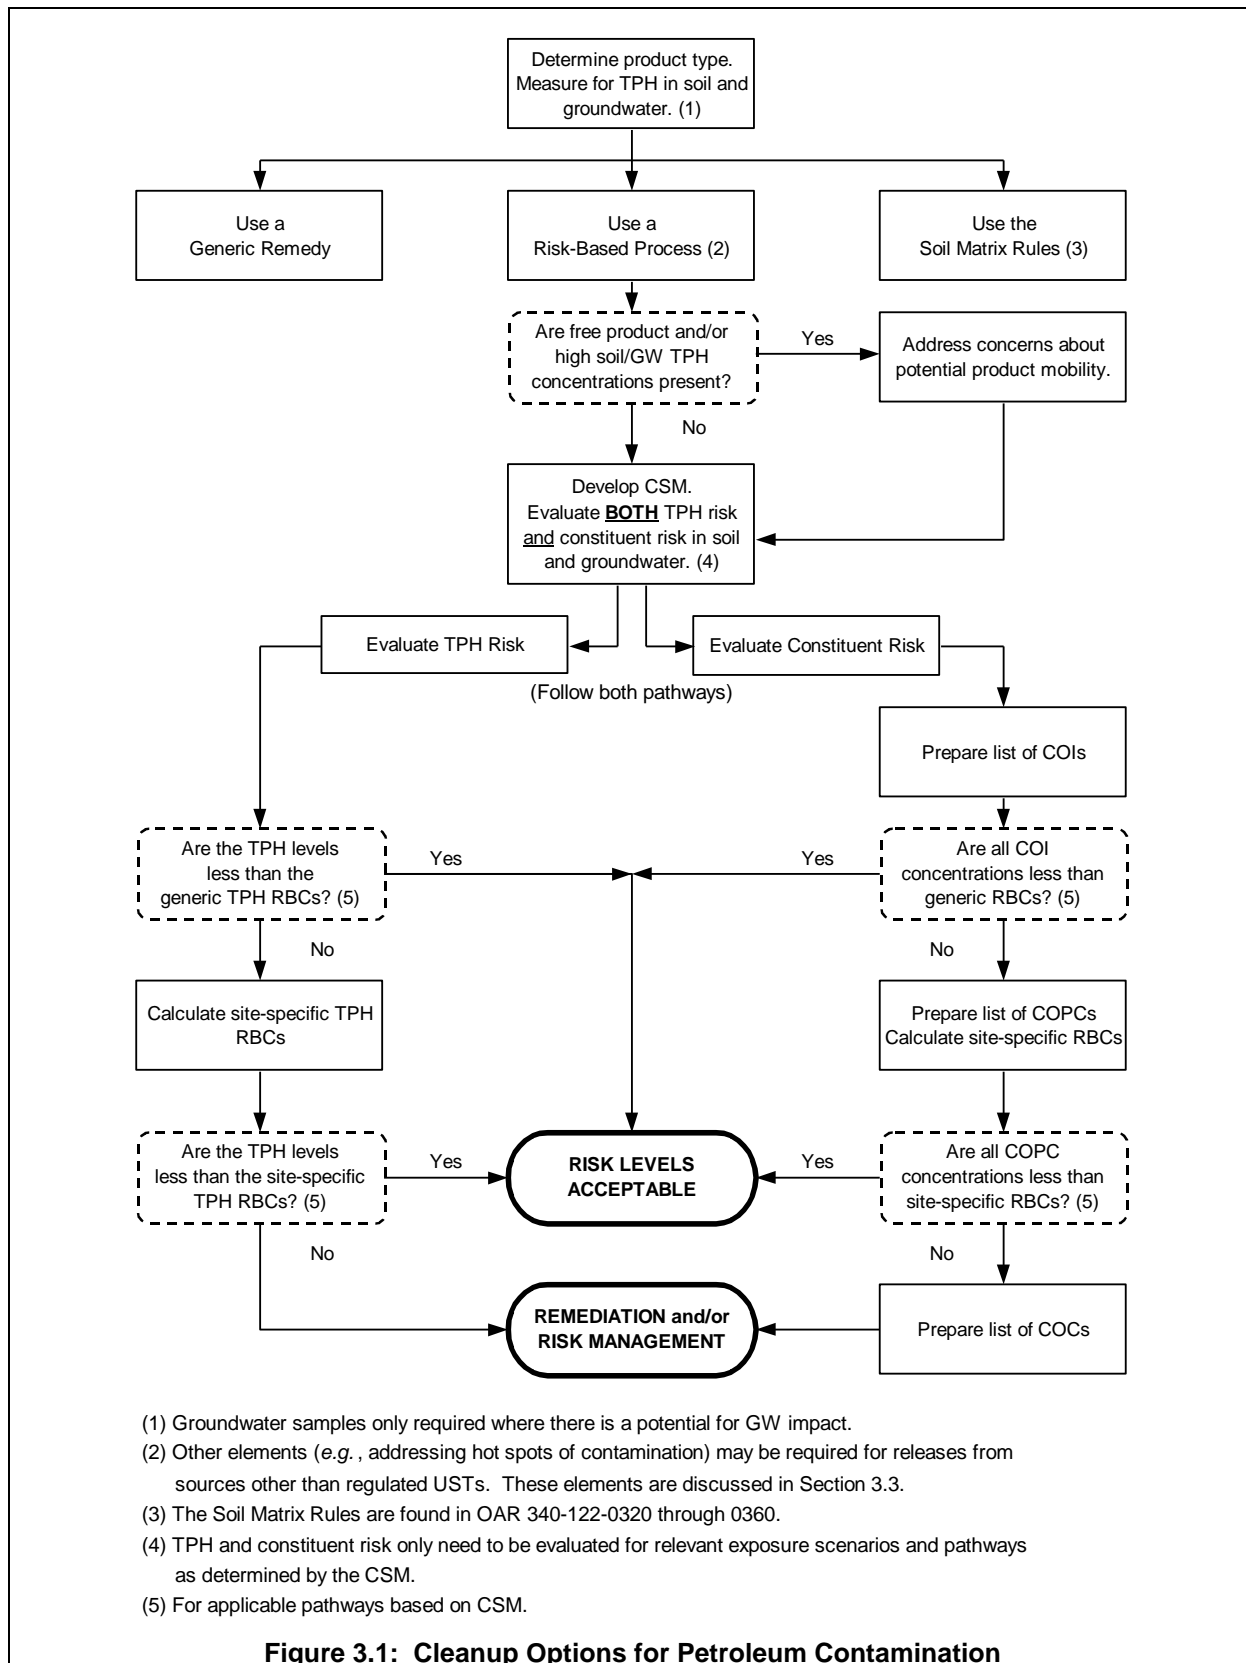 Determine product type.
Measure for TPH in soil and
groundwater. (1)
Use a
Generic Remedy
Use a
Risk-Based Process (2)
Use the
Soil Matrix Rules (3)
Are free product and/or
high soil/GW TPH
concentrations present?
Yes
Address concerns about
potential product mobility.
No
Develop CSM.
Evaluate BOTH TPH risk
and constituent risk in soil
and groundwater. (4)
Evaluate TPH Risk
Evaluate Constituent Risk
(Follow both pathways)
Prepare list of COIs
Are the TPH levels
less than the
generic TPH RBCs? (5)
Yes
Yes
Are all COI
concentrations less than
generic RBCs? (5)
No
No
Calculate site-specific TPH
RBCs
Prepare list of COPCs
Calculate site-specific RBCs
Are the TPH levels
less than the site-specific
TPH RBCs? (5)
Yes
RISK LEVELS
ACCEPTABLE
Yes
Are all COPC
concentrations less than
site-specific RBCs? (5)
No
No
REMEDIATION and/or
RISK MANAGEMENT
Prepare list of COCs
(1) Groundwater samples only required where there is a potential for GW impact.
(2) Other elements (e.g., addressing hot spots of contamination) may be required for releases from
sources other than regulated USTs. These elements are discussed in Section 3.3.
(3) The Soil Matrix Rules are found in OAR 340-122-0320 through 0360.
(4) TPH and constituent risk only need to be evaluated for relevant exposure scenarios and pathways
as determined by the CSM.
(5) For applicable pathways based on CSM.
Figure 3.1: Cleanup Options for Petroleum Contamination